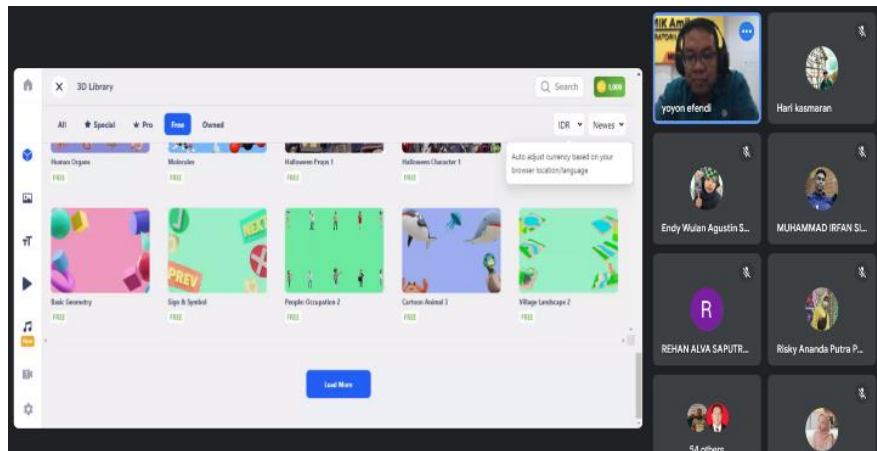 3D Library
Search
1,000
All
Special
Pro
Free
Owned
IDR
Newes
Auto adjust currency based on your
browser location/language
Human Organs
FREE
Molecules
FREE
Halloween Props 1
FREE
Halloween Character 1
FREE
NEXT
PREV
Basic Geometry
FREE
Sign & Symbol
FREE
People: Occupation 2
FREE
Cartoon Animal 3
FREE
Village Landscape 2
FREE
Load More
New
yoyon efendi
Hari kasmaran
Endy Wulan Agustin S...
MUHAMMAD IRFAN SI...
R
REHAN ALVA SAPUTR...
Risky Ananda Putra P...
54 others